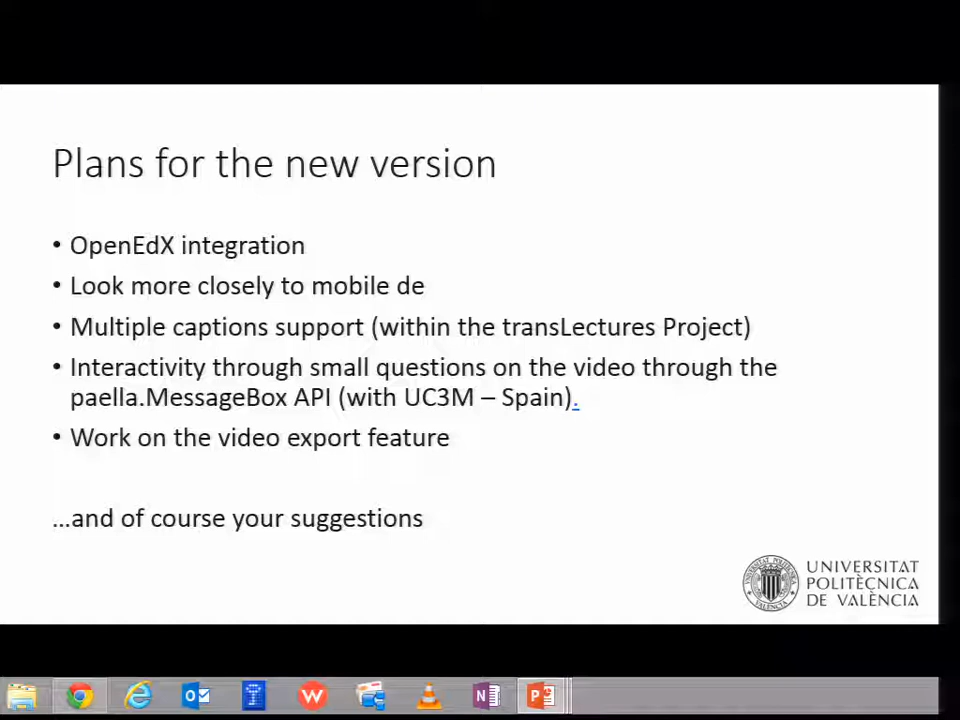 Plans for the new version
• OpenEdX integration
• Look more closely to mobile de
• Multiple captions support (within the transLectures Project)
• Interactivity through small questions on the video through the
paella.MessageBox API (with UC3M – Spain).
• Work on the video export feature
…and of course your suggestions
UNIVERSITAT
POLITÈCNICA
DE VALÈNCIA